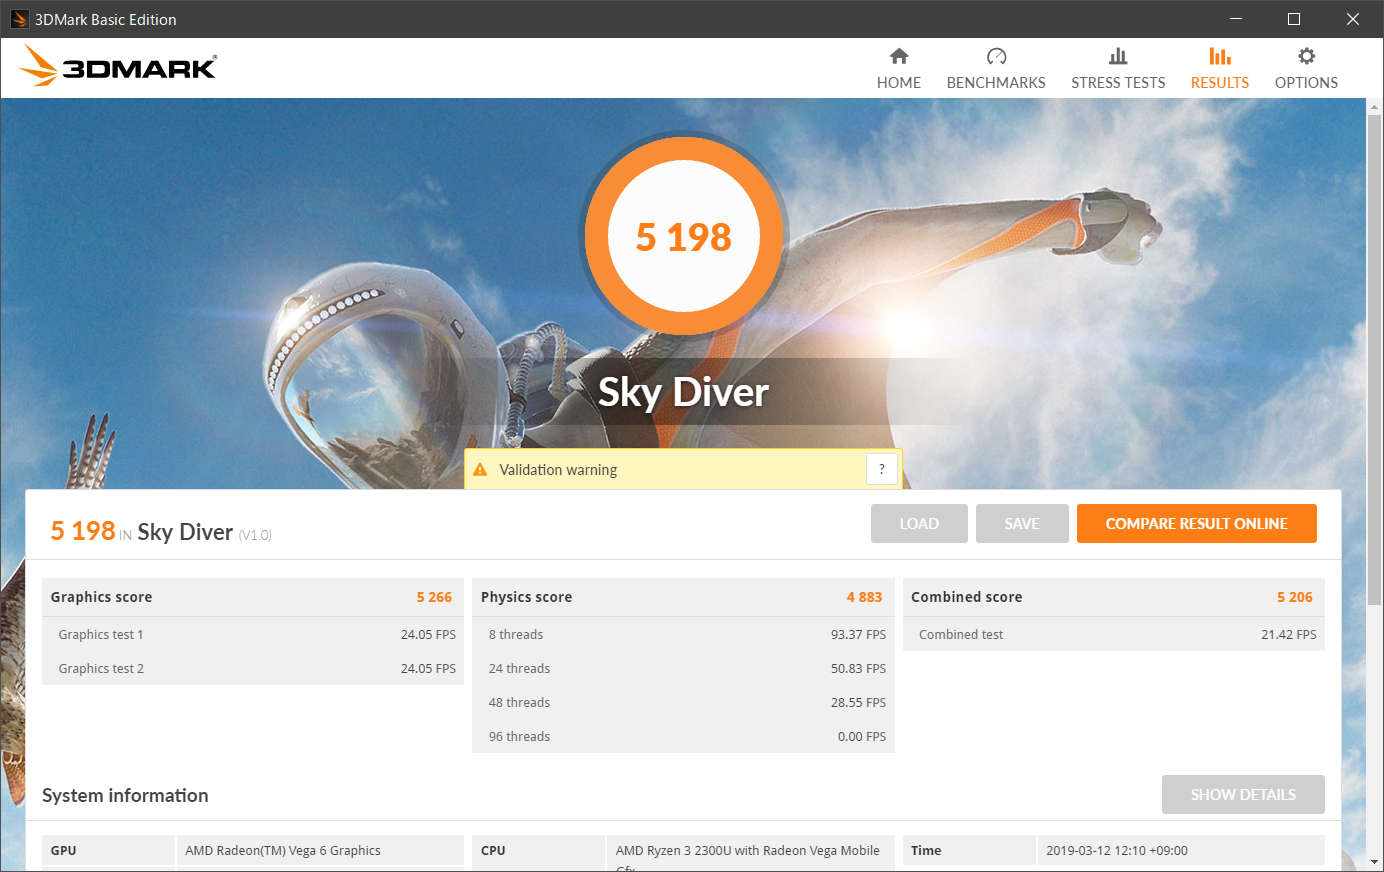 3DMark Basic Edition
3DMARK®
HOME
BENCHMARKS
STRESS TESTS
RESULTS
OPTIONS
5 198
Sky Diver
Validation warning
?
5 198 IN Sky Diver (V1.0)
LOAD
SAVE
COMPARE RESULT ONLINE
Graphics score 5 266
Graphics test 1 24.05 FPS
Graphics test 2 24.05 FPS
Physics score 4 883
8 threads 93.37 FPS
24 threads 50.83 FPS
48 threads 28.55 FPS
96 threads 0.00 FPS
Combined score 5 206
Combined test 21.42 FPS
System information
SHOW DETAILS
GPU AMD Radeon(TM) Vega 6 Graphics
CPU AMD Ryzen 3 2300U with Radeon Vega Mobile
Gfx
Time 2019-03-12 12:10 +09:00